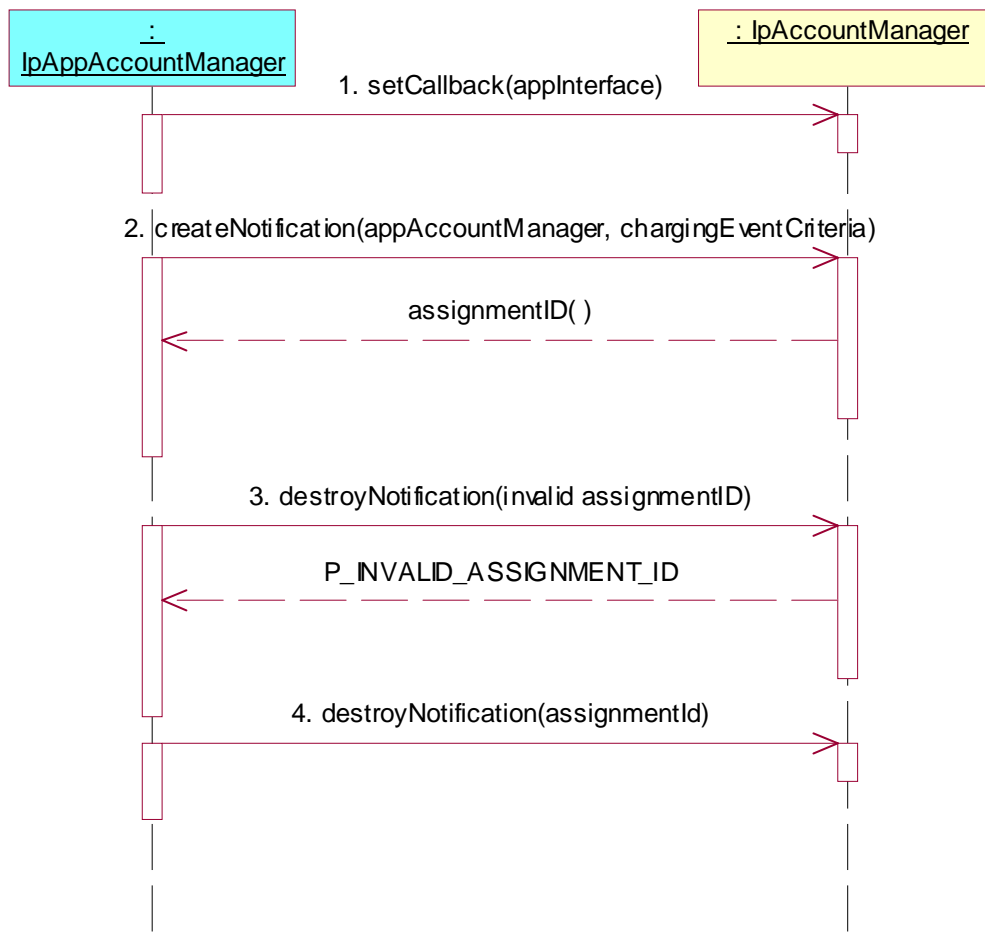 :
IpAppAccountManager
: IpAccountManager
1. setCallback(appInterface)
2. createNotification(appAccountManager, chargingEventCriteria)
assignmentID( )
3. destroyNotification(invalid assignmentID)
P_INVALID_ASSIGNMENT_ID
4. destroyNotification(assignmentId)